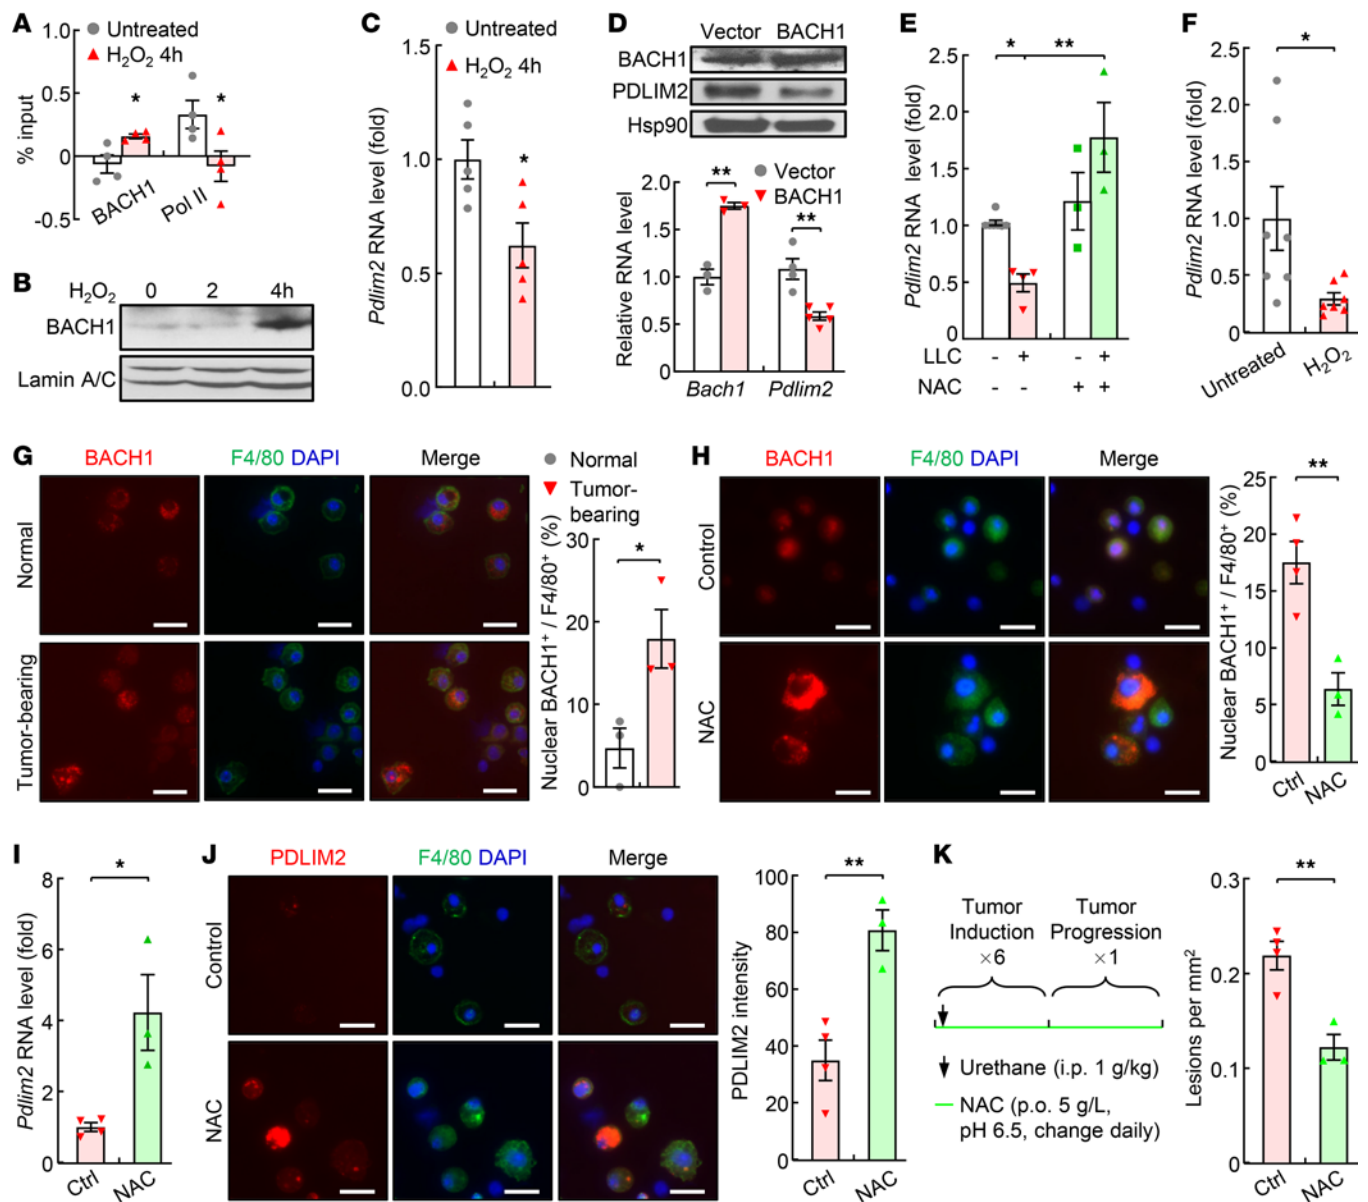 A
Untreated
H₂O₂ 4h
% input
1.0
0.5
0
-0.5
*
*
BACH1
Pol II
B
H₂O₂
0
2
4h
BACH1
Lamin A/C
C
Untreated
H₂O₂ 4h
Pdlim2 RNA level (fold)
1.5
1.0
0.5
0.0
*
D
Vector
BACH1
BACH1
PDLIM2
Hsp90
Vector
BACH1
Relative RNA level
2.0
1.5
1.0
0.5
0
**
**
Bach1
Pdlim2
E
Pdlim2 RNA level (fold)
2.5
2.0
1.5
1.0
0.5
0
*
**
LLC - + - +
NAC - - + +
F
Pdlim2 RNA level (fold)
2.5
2.0
1.5
1.0
0.5
0
*
Untreated
H₂O₂
G
BACH1
F4/80 DAPI
Merge
Normal
Tumor-bearing
Normal
Tumor-
bearing
Nuclear BACH1⁺ / F4/80⁺ (%)
30
20
10
0
*
H
BACH1
F4/80 DAPI
Merge
Control
NAC
Nuclear BACH1⁺ / F4/80⁺ (%)
25
20
15
10
5
0
**
Ctrl
NAC
I
Pdlim2 RNA level (fold)
8
6
4
2
0
*
Ctrl
NAC
J
PDLIM2
F4/80 DAPI
Merge
Control
NAC
PDLIM2 intensity
100
80
60
40
20
0
**
Ctrl
NAC
K
Tumor
Induction
×6
Tumor
Progression
×1
Urethane (i.p. 1 g/kg)
NAC (p.o. 5 g/L,
pH 6.5, change daily)
Lesions per mm²
0.3
0.2
0.1
0
**
Ctrl
NAC